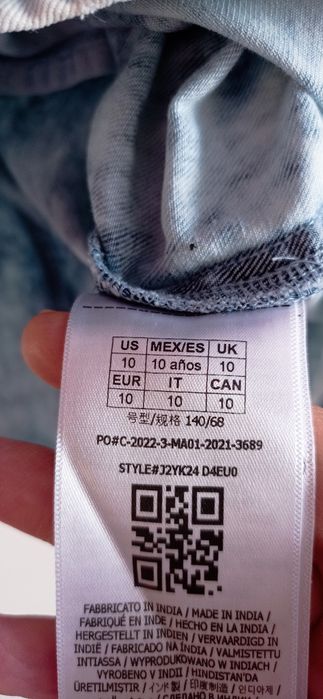 US MEX/ES UK
10 10 años 10
EUR IT CAN
10 10 10
号型/规格 140/68
PO#C-2022-3-MA01-2021-3689
STYLE#J2YK24 D4EU0
FABBRICATO IN INDIA / MADE IN INDIA /
FABRIQUÉ EN INDE / HECHO EN LA INDIA /
HERGESTELLT IN INDIEN / VERVAARDIGD IN
INDIË / FABRICADO NA ÍNDIA / VALMISTETTU
INTIASSA / WYPRODUKOWANO W INDIACH /
VYROBENO V INDII / HINDISTAN'DA
ÜRETILMIŞTIR / インド製 / 印度制造 / 인디아